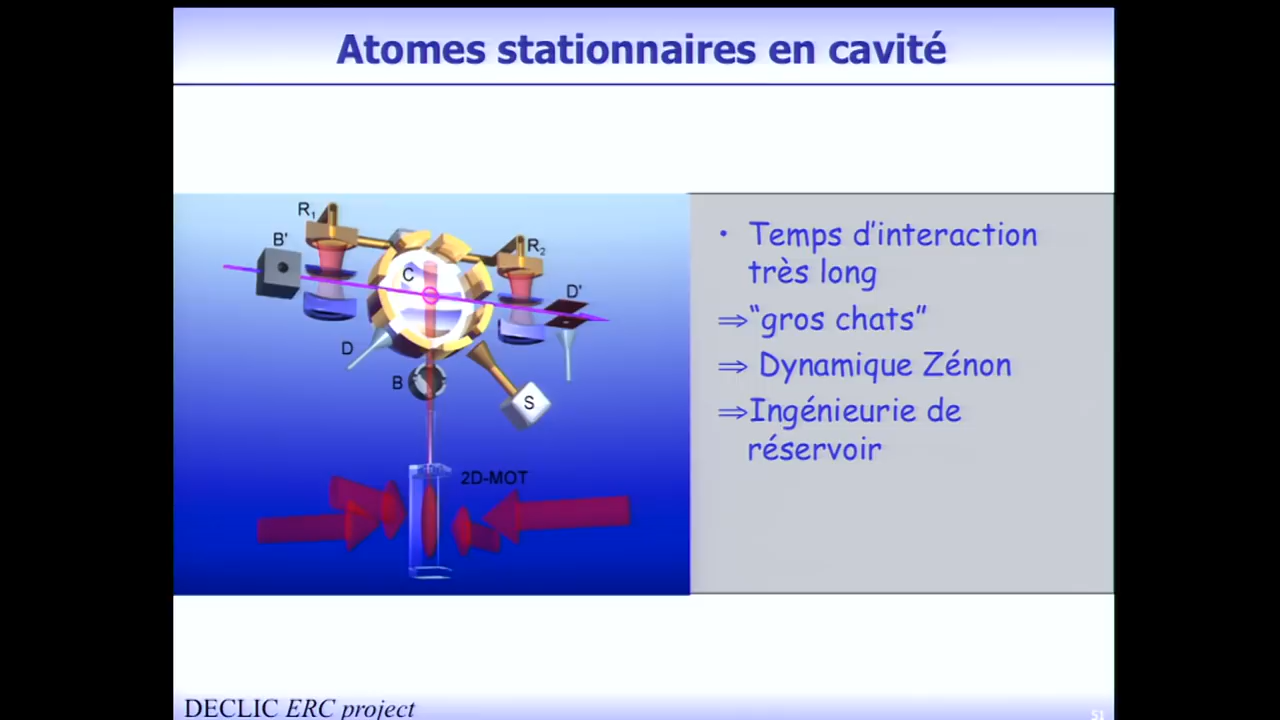 Atomes stationnaires en cavité
R1
B'
R2
C
D'
D
B
S
2D-MOT
• Temps d'interaction
très long
⇒"gros chats"
⇒ Dynamique Zénon
⇒Ingénieurie de
réservoir
DECLIC ERC project
51